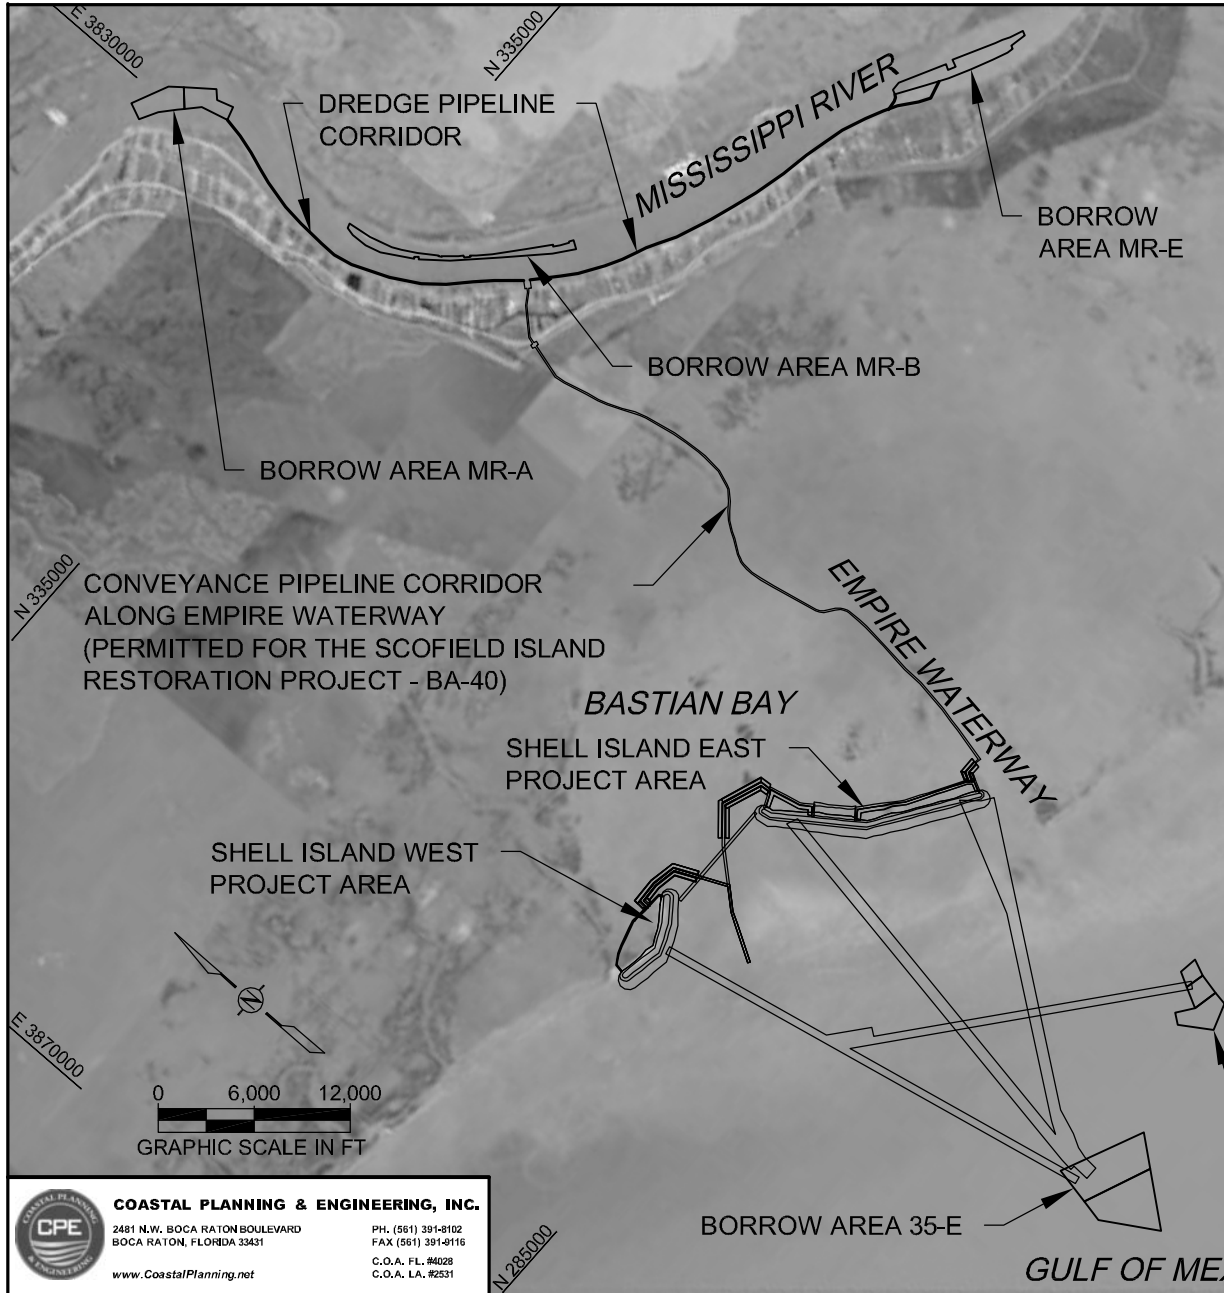 E 3830000
N 335000
DREDGE PIPELINE
CORRIDOR
MISSISSIPPI RIVER
BORROW
AREA MR-E
BORROW AREA MR-B
BORROW AREA MR-A
N 335000
CONVEYANCE PIPELINE CORRIDOR
ALONG EMPIRE WATERWAY
(PERMITTED FOR THE SCOFIELD ISLAND
RESTORATION PROJECT - BA-40)
EMPIRE WATERWAY
BASTIAN BAY
SHELL ISLAND EAST
PROJECT AREA
SHELL ISLAND WEST
PROJECT AREA
N
E 3870000
0 6,000 12,000
GRAPHIC SCALE IN FT
BORROW AREA 35-E
GULF OF ME
N 285000
COASTAL PLANNING
CPE
& ENGINEERING
COASTAL PLANNING & ENGINEERING, INC.
2481 N.W. BOCA RATON BOULEVARD
BOCA RATON, FLORIDA 33431
www.CoastalPlanning.net
PH. (561) 391-8102
FAX (561) 391-9116
C.O.A. FL. #4028
C.O.A. LA. #2531